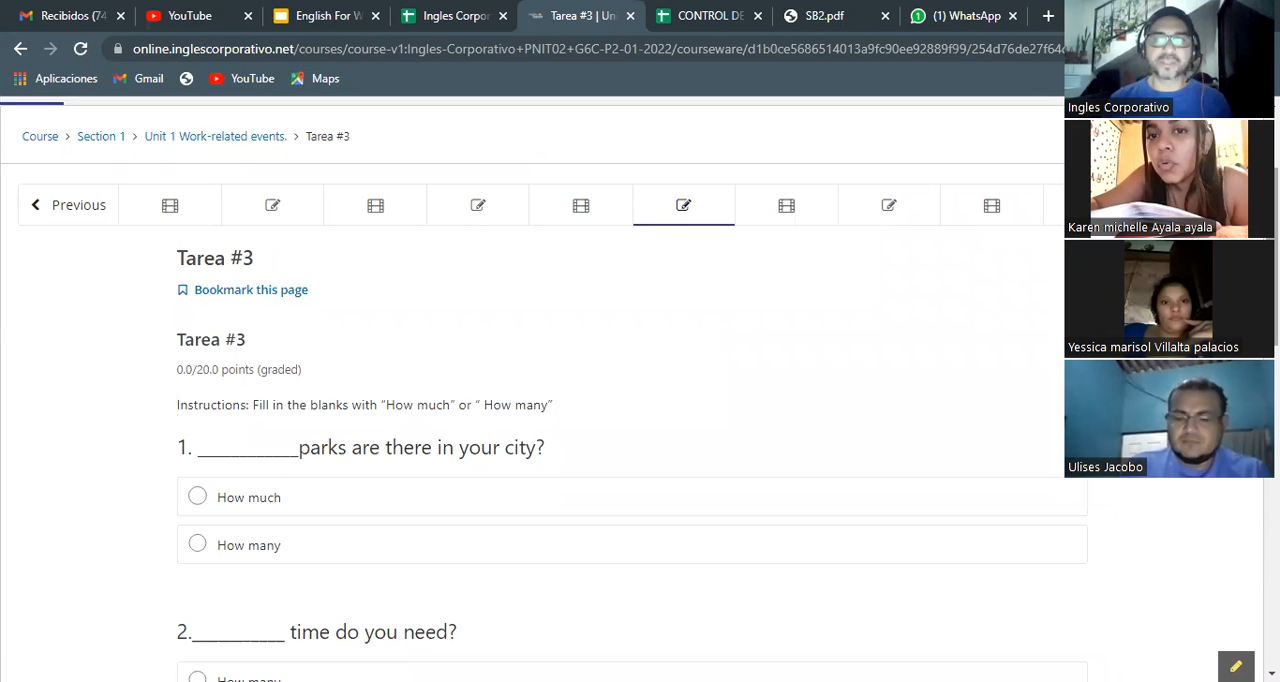 Recibidos (74
YouTube
English For W
Ingles Corpor
Tarea #3 | Un
CONTROL DE
SB2.pdf
(1) WhatsApp
online.inglescorporativo.net/courses/course-v1:Ingles-Corporativo+PNIT02+G6C-P2-01-2022/courseware/d1b0ce5686514013a9fc90ee92889f99/254d76de27f64c
Aplicaciones
Gmail
YouTube
Maps
Course > Section 1 > Unit 1 Work-related events. > Tarea #3
Previous
Tarea #3
Bookmark this page
Tarea #3
0.0/20.0 points (graded)
Instructions: Fill in the blanks with “How much” or “ How many”
1. ___________parks are there in your city?
How much
How many
2.__________ time do you need?
How many
Ingles Corporativo
Karen michelle Ayala ayala
Yessica marisol Villalta palacios
Ulises Jacobo